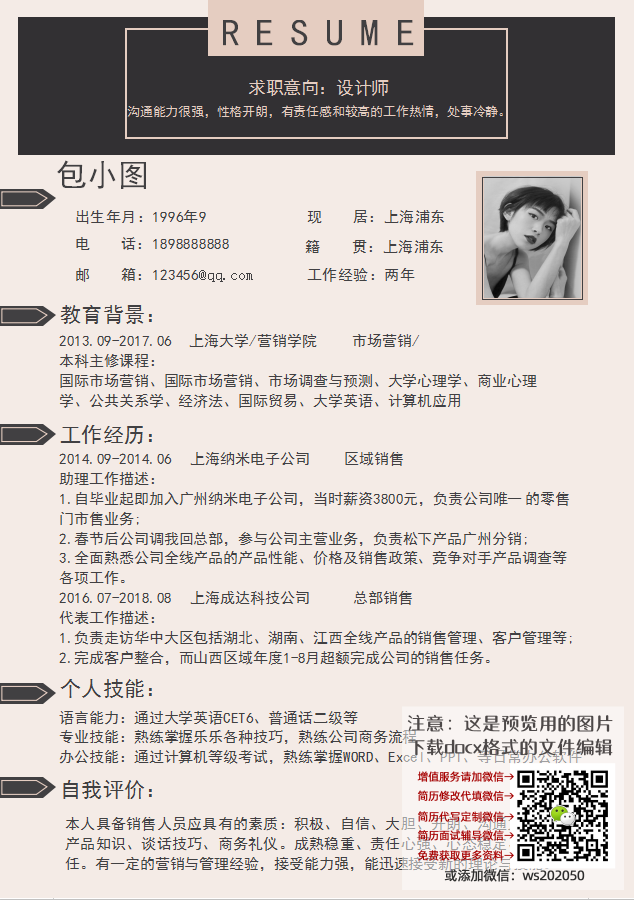 RESUME
求职意向：设计师
沟通能力很强，性格开朗，有责任感和较高的工作热情，处事冷静。
包小图
出生年月：1996年9
现 居：上海浦东
电 话：1898888888
籍 贯：上海浦东
邮 箱：123456@qq.com
工作经验：两年
教育背景：
2013.09-2017.06 上海大学/营销学院 市场营销/
本科主修课程：
国际市场营销、国际市场营销、市场调查与预测、大学心理学、商业心理
学、公共关系学、经济法、国际贸易、大学英语、计算机应用
工作经历：
2014.09-2014.06 上海纳米电子公司 区域销售
助理工作描述：
1.自毕业起即加入广州纳米电子公司，当时薪资3800元，负责公司唯一的零售
门市售业务；
2.春节后公司调我回总部，参与公司主营业务，负责松下产品广州分销；
3.全面熟悉公司全线产品的产品性能、价格及销售政策、竞争对手产品调查等
各项工作。
2016.07-2018.08 上海成达科技公司 总部销售
代表工作描述：
1.负责走访华中大区包括湖北、湖南、江西全线产品的销售管理、客户管理等；
2.完成客户整合，而山西区域年度1-8月超额完成公司的销售任务。
个人技能：
语言能力：通过大学英语CET6、普通话二级等
专业技能：熟练掌握乐乐各种技巧，熟练公司商务流程
办公技能：通过计算机等级考试，熟练掌握WORD、Excel、PPT、等日常办公软件
自我评价：
本人具备销售人员应具有的素质：积极、自信、大胆、开朗、沟通
产品知识、谈话技巧、商务礼仪。成熟稳重、责任心强、心态稳定
任。有一定的营销与管理经验，接受能力强，能迅速接受新的理论与技能
注意：这是预览用的图片
下载docx格式的文件编辑
增值服务请加微信→
简历修改代填微信→
简历代写定制微信→
简历面试辅导微信→
免费获取更多资料→
或添加微信：ws202050